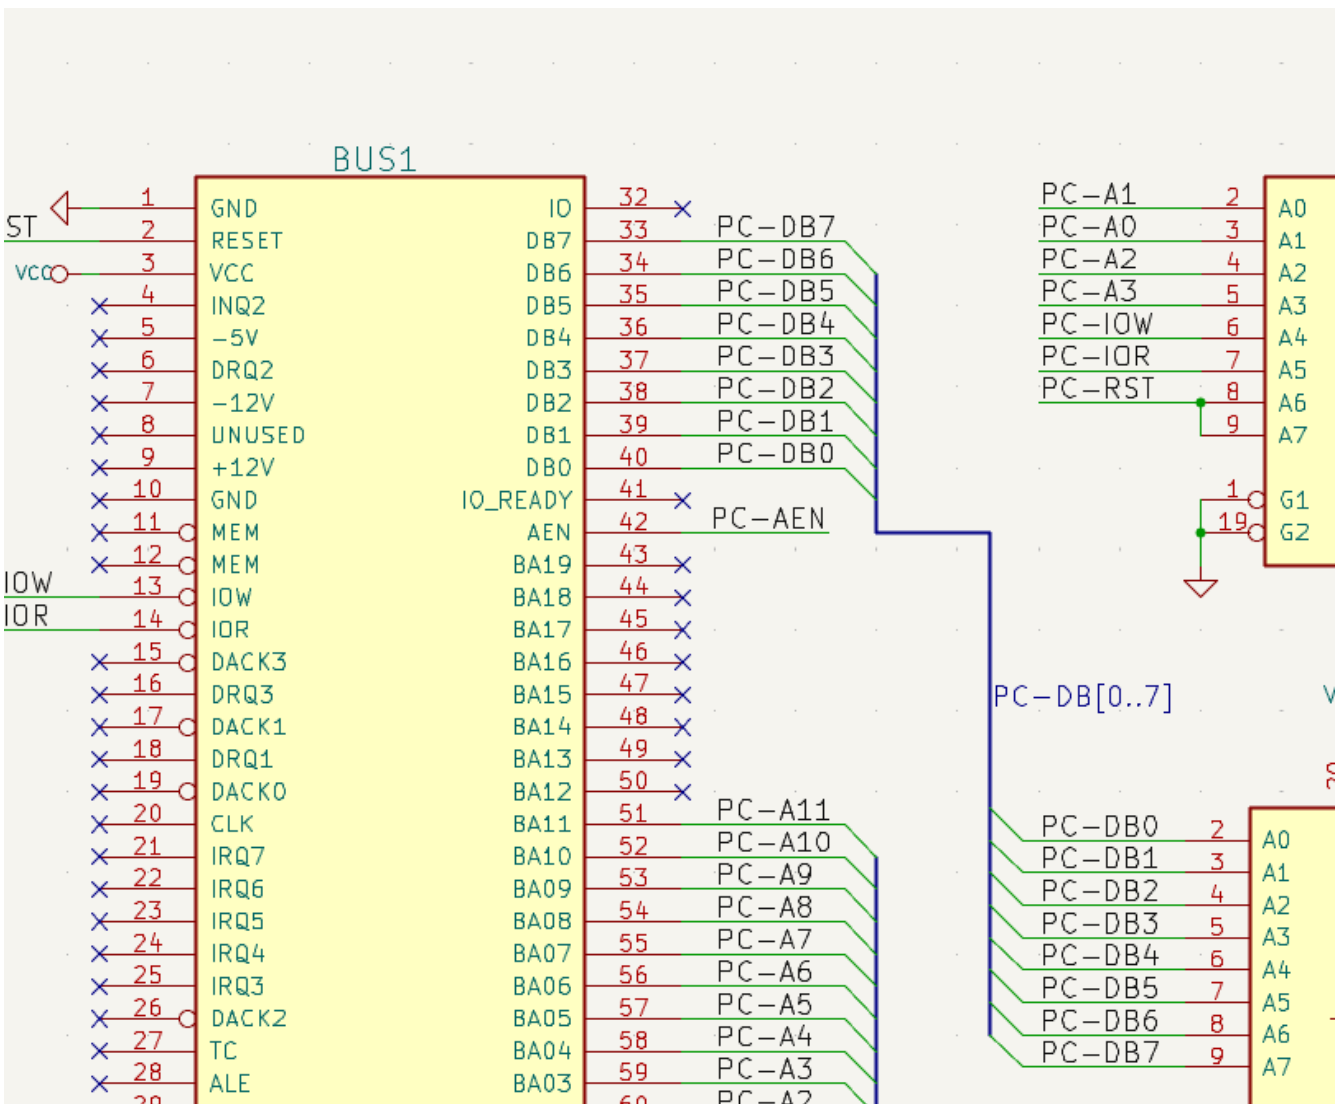 BUS1
1 GND
ST 2 RESET
VCC 3 VCC
4 INQ2
5 -5V
6 DRQ2
7 -12V
8 UNUSED
9 +12V
10 GND
11 MEM
12 MEM
IOW 13 IOW
IOR 14 IOR
15 DACK3
16 DRQ3
17 DACK1
18 DRQ1
19 DACK0
20 CLK
21 IRQ7
22 IRQ6
23 IRQ5
24 IRQ4
25 IRQ3
26 DACK2
27 TC
28 ALE
IO 32
DB7 33 PC-DB7
DB6 34 PC-DB6
DB5 35 PC-DB5
DB4 36 PC-DB4
DB3 37 PC-DB3
DB2 38 PC-DB2
DB1 39 PC-DB1
DB0 40 PC-DB0
IO_READY 41
AEN 42 PC-AEN
BA19 43
BA18 44
BA17 45
BA16 46
BA15 47
BA14 48
BA13 49
BA12 50
BA11 51 PC-A11
BA10 52 PC-A10
BA09 53 PC-A9
BA08 54 PC-A8
BA07 55 PC-A7
BA06 56 PC-A6
BA05 57 PC-A5
BA04 58 PC-A4
BA03 59 PC-A3
PC-A2
PC-A1 2 A0
PC-A0 3 A1
PC-A2 4 A2
PC-A3 5 A3
PC-IOW 6 A4
PC-IOR 7 A5
PC-RST 8 A6
9 A7
1 G1
19 G2
PC-DB[0..7]
20
PC-DB0 2 A0
PC-DB1 3 A1
PC-DB2 4 A2
PC-DB3 5 A3
PC-DB4 6 A4
PC-DB5 7 A5
PC-DB6 8 A6
PC-DB7 9 A7